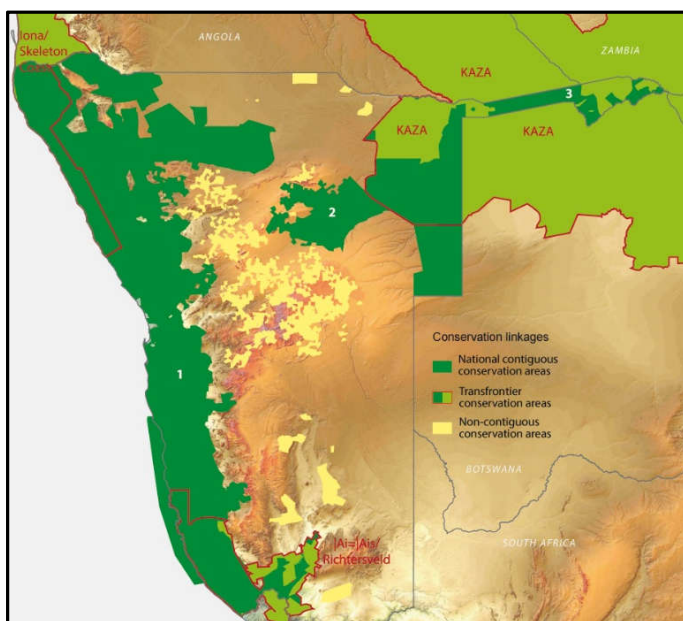 Iona/
Skeleton
Coast
ANGOLA
ZAMBIA
KAZA
3
KAZA
KAZA
2
Conservation linkages
National contiguous
conservation areas
1
Transfrontier
conservation areas
Non-contiguous
conservation areas
BOTSWANA
|Ai-|Ais/
Richtersveld
SOUTH AFRICA